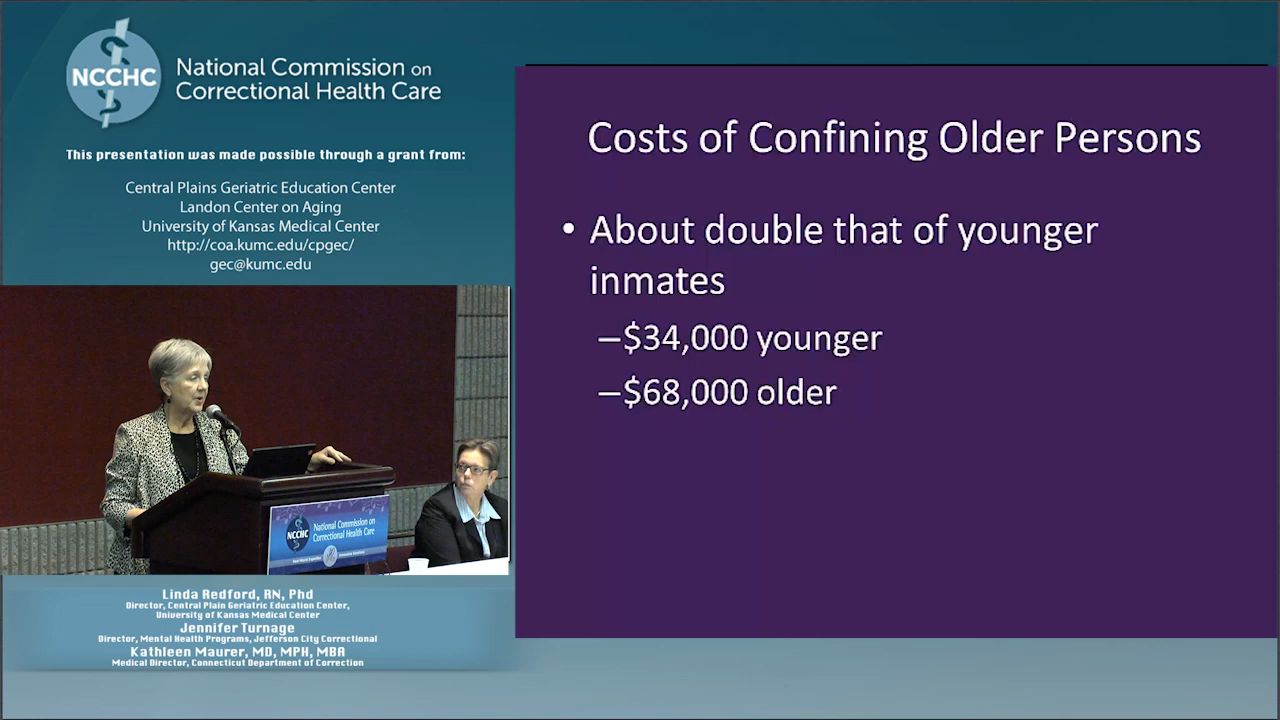 NCCHC
National Commission on
Correctional Health Care
This presentation was made possible through a grant from:
Central Plains Geriatric Education Center
Landon Center on Aging
University of Kansas Medical Center
http://coa.kumc.edu/cpgec/
gec@kumc.edu
Costs of Confining Older Persons
• About double that of younger
inmates
–$34,000 younger
–$68,000 older
NCCHC
National Commission on
Correctional Health Care
Linda Redford, RN, Phd
Director, Central Plain Geriatric Education Center,
University of Kansas Medical Center
Jennifer Turnage
Director, Mental Health Programs, Jefferson City Correctional
Kathleen Maurer, MD, MPH, MBA
Medical Director, Connecticut Department of Correction